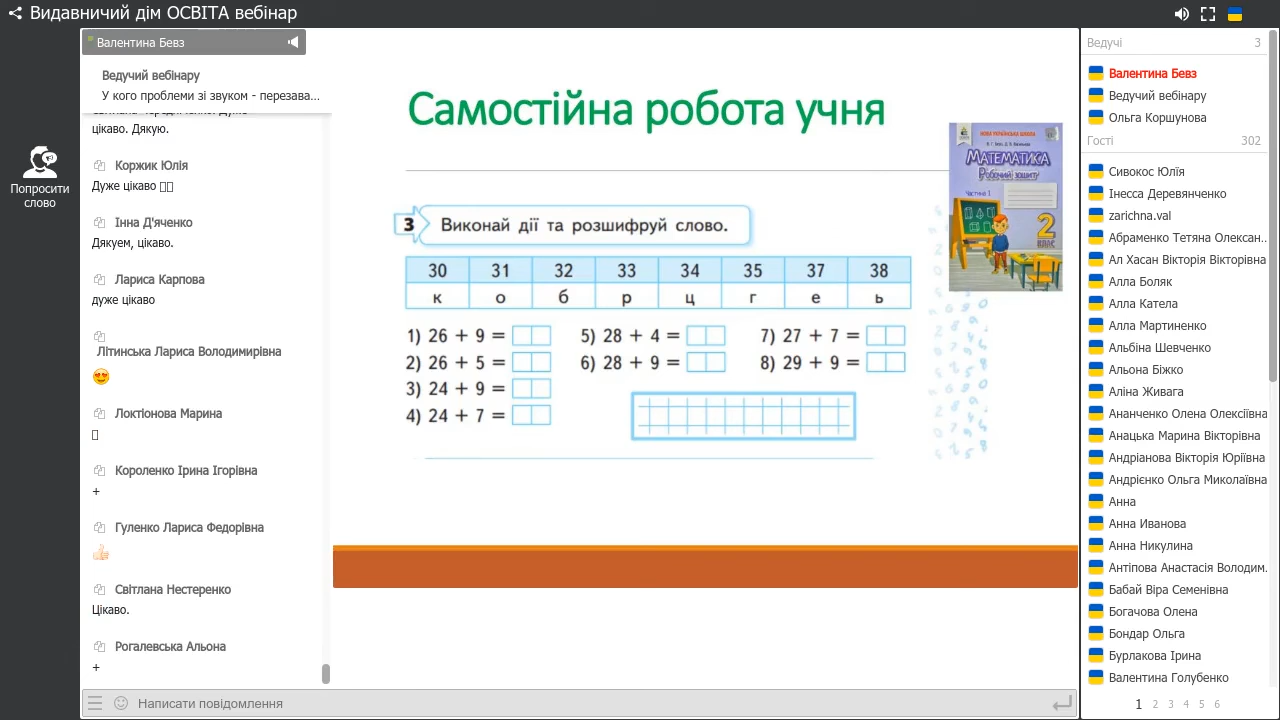 Видавничий дім ОСВІТА вебінар
Попросити
слово
Валентина Бевз
Ведучий вебінару
У кого проблеми зі звуком - перезава...
цікаво. Дякую.
Коржик Юлія
Дуже цікаво
Інна Д'яченко
Дякуем, цікаво.
Лариса Карпова
дуже цікаво
Літинська Лариса Володимирівна
Локтіонова Марина
Короленко Ірина Ігорівна
+
Гуленко Лариса Федорівна
Світлана Нестеренко
Цікаво.
Рогалевська Альона
+
Написати повідомлення
Самостійна робота учня
НОВА УКРАЇНСЬКА ШКОЛА
МАТЕМАТИКА
Робочий зошит
Частина 1
2
КЛАС
3 Виконай дії та розшифруй слово.
30 31 32 33 34 35 37 38
к о б р ц г е ь
1) 26 + 9 = 5) 28 + 4 = 7) 27 + 7 =
2) 26 + 5 = 6) 28 + 9 = 8) 29 + 9 =
3) 24 + 9 =
4) 24 + 7 =
Ведучі 3
Валентина Бевз
Ведучий вебінару
Ольга Коршунова
Гості 302
Сивокос Юлїя
Інесса Деревянченко
zarichna.val
Абраменко Тетяна Олексан..
Ал Хасан Вікторія Вікторівна
Алла Боляк
Алла Катела
Алла Мартиненко
Альбіна Шевченко
Альона Біжко
Аліна Живага
Ананченко Олена Олексіївна
Анацька Марина Вікторівна
Андріанова Вікторія Юріївна
Андрієнко Ольга Миколаївна
Анна
Анна Иванова
Анна Никулина
Антіпова Анастасія Володим.
Бабай Віра Семенівна
Богачова Олена
Бондар Ольга
Бурлакова Ірина
Валентина Голубенко
1 2 3 4 5 6